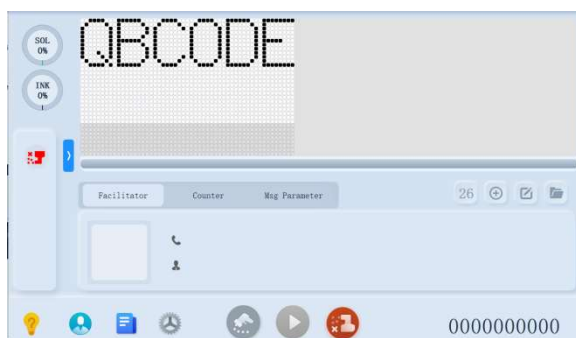 SOL
0%
QBCODE
INK
0%
Facilitator Counter Msg Parameter 26
0000000000